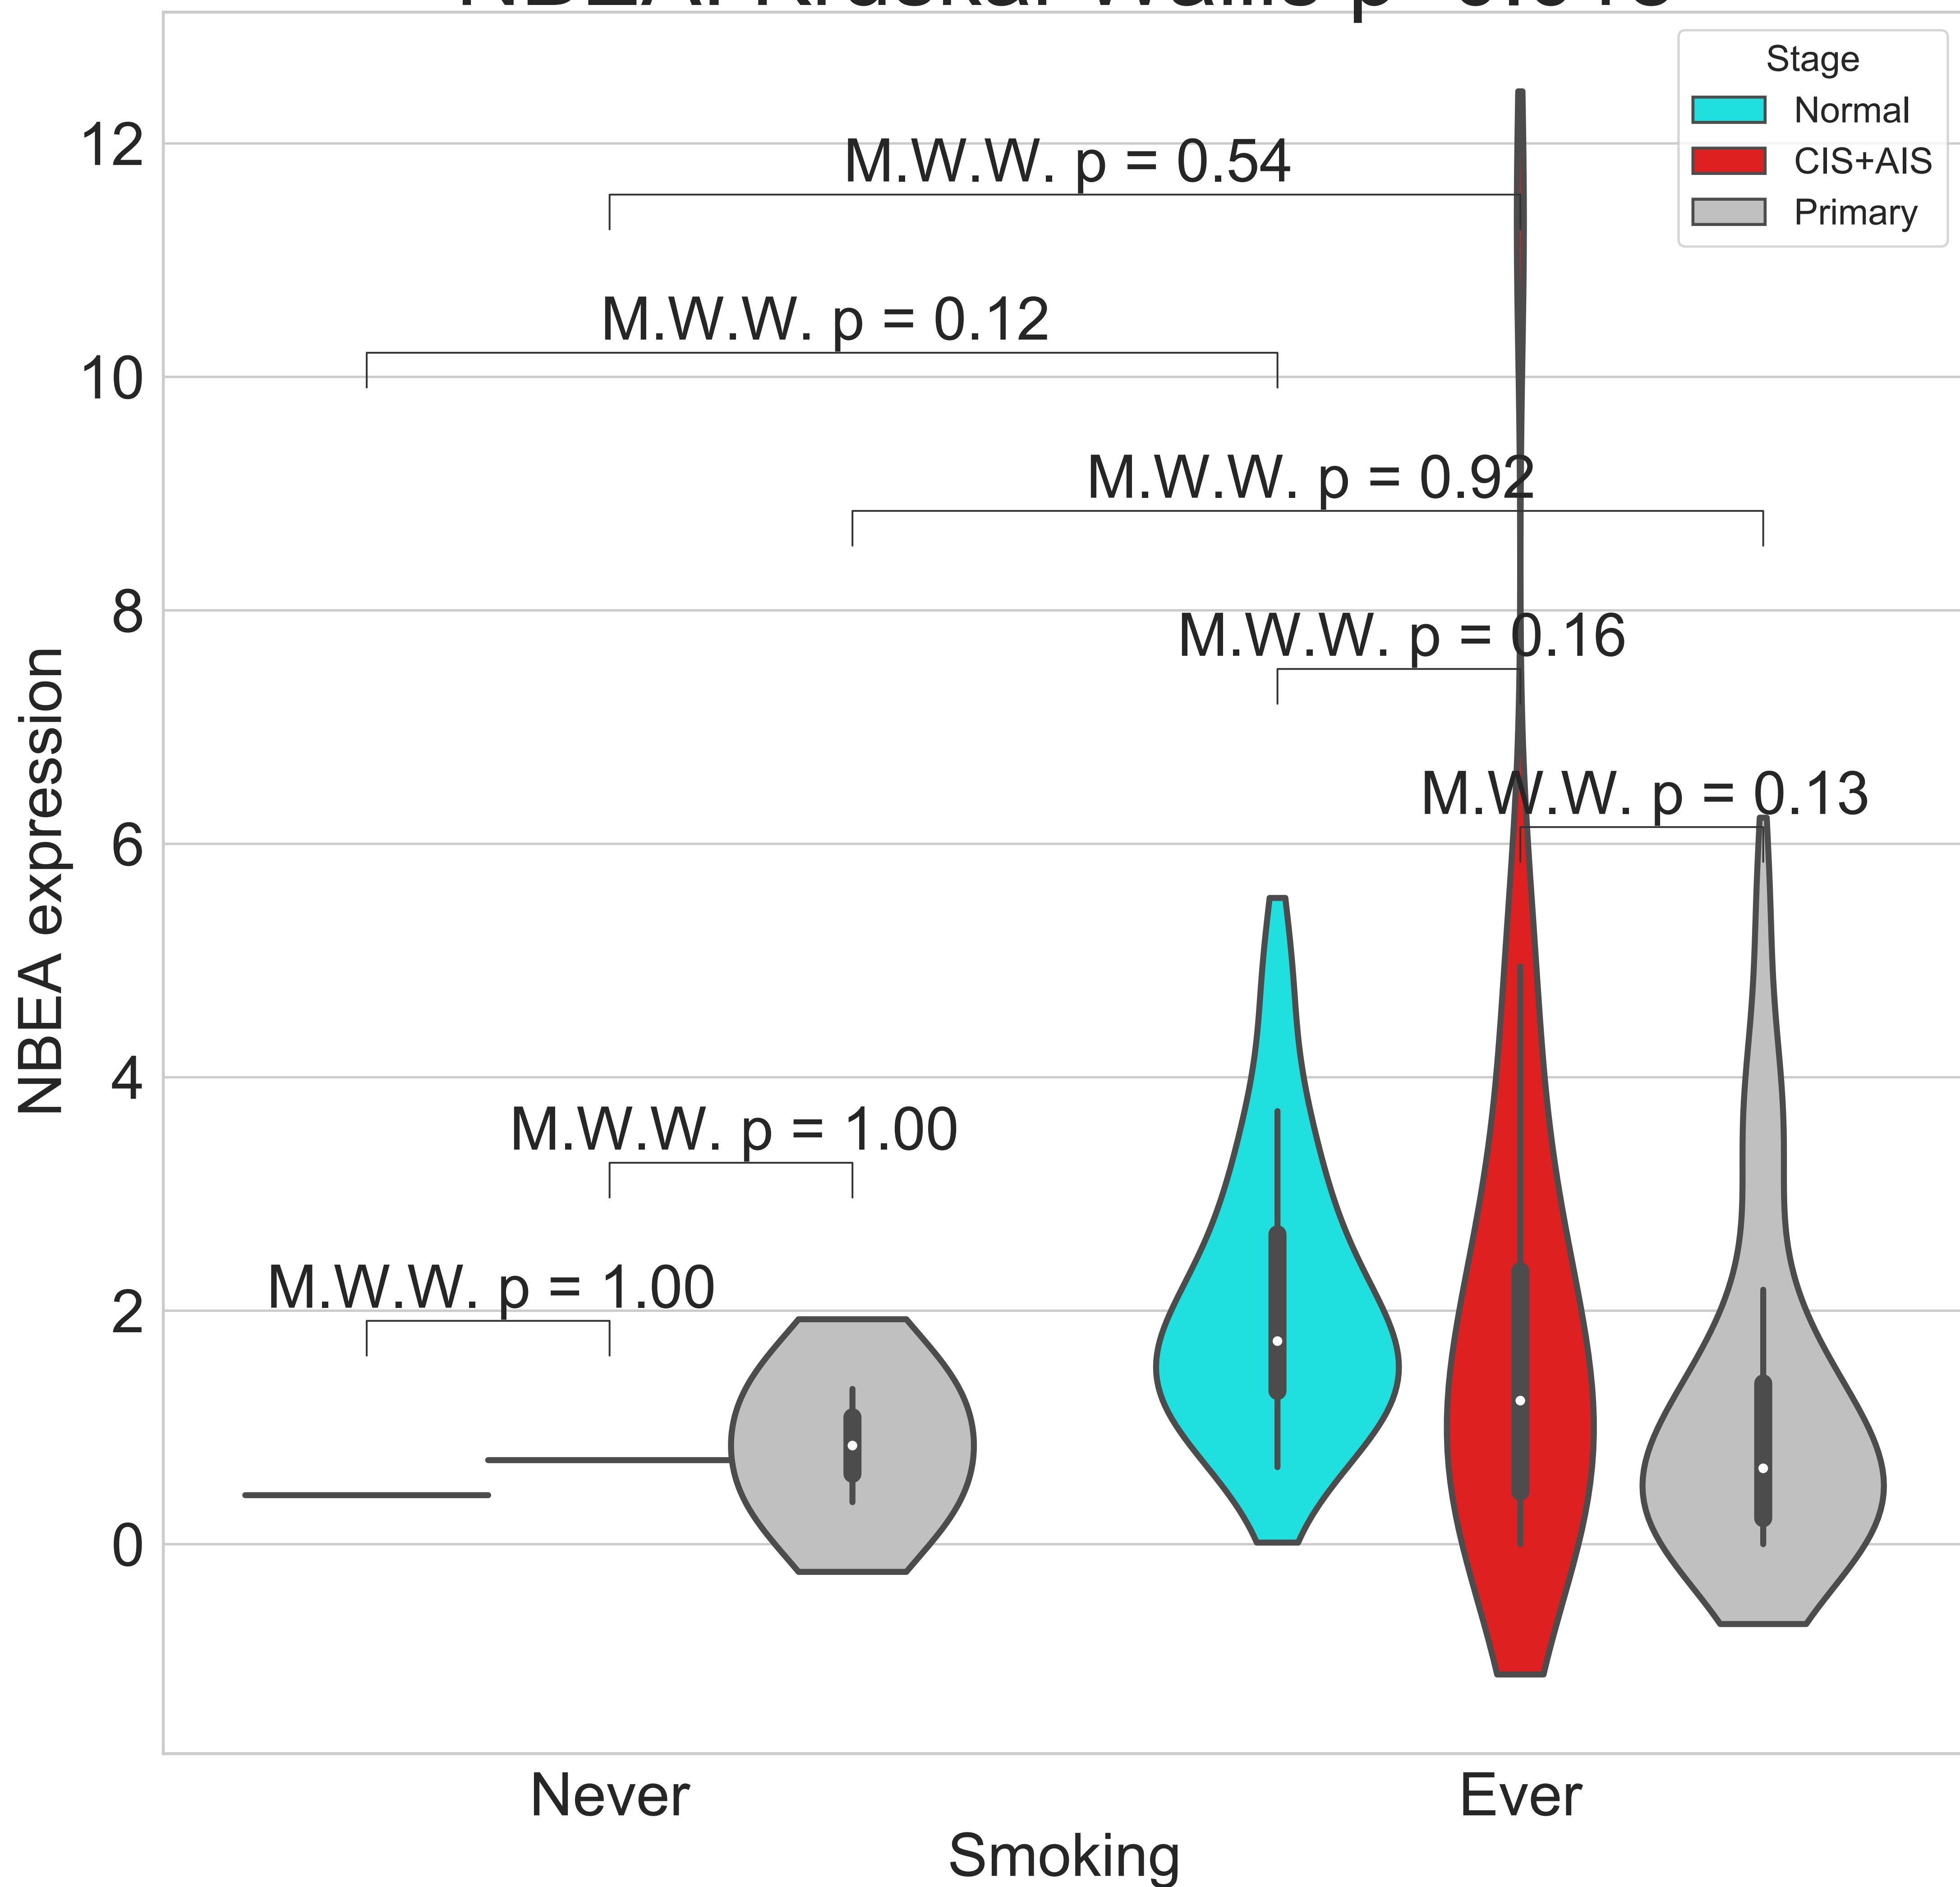 Stage
Normal
CIS+AIS
Primary
12
10
8
6
4
2
0
NBEA expression
M.W.W. p = 0.54
M.W.W. p = 0.12
M.W.W. p = 0.92
M.W.W. p = 0.16
M.W.W. p = 0.13
M.W.W. p = 1.00
M.W.W. p = 1.00
Never
Ever
Smoking